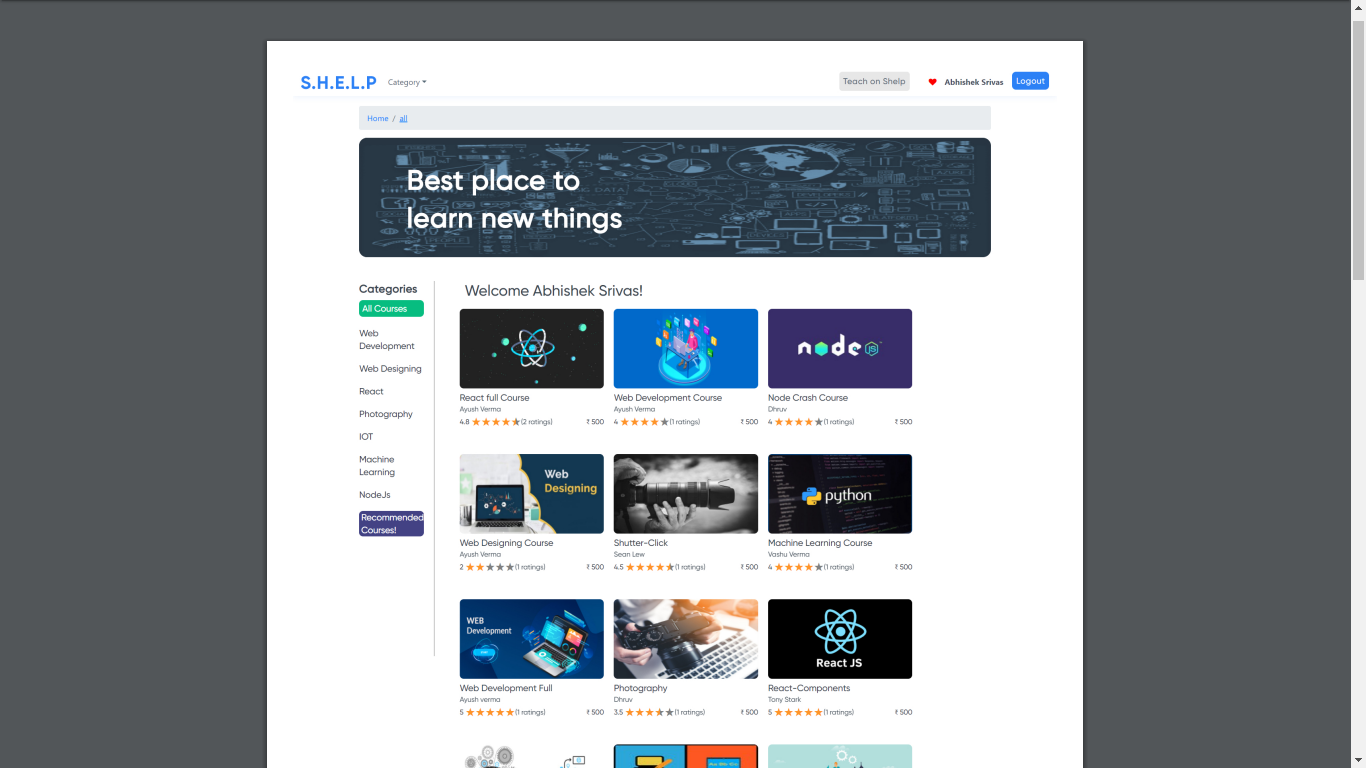 S.H.E.L.P
Category
Teach on Shelp
Abhishek Srivas
Logout
Home / all
Best place to
learn new things
Categories
All Courses
Web
Development
Web Designing
React
Photography
IOT
Machine
Learning
NodeJs
Recommended
Courses!
Welcome Abhishek Srivas!
React full Course
Ayush Verma
4.8 (2 ratings) ₹ 500
Web Development Course
Ayush Verma
4 (1 ratings) ₹ 500
node JS
Node Crash Course
Dhruv
4 (1 ratings) ₹ 500
Web
Designing
Web Designing Course
Ayush Verma
2 (1 ratings) ₹ 500
Shutter-Click
Sean Lew
4.5 (1 ratings) ₹ 500
python
Machine Learning Course
Vashu Verma
4 (1 ratings) ₹ 500
WEB
Development
Web Development Full
Ayush verma
5 (1 ratings) ₹ 500
Photography
Dhruv
3.5 (1 ratings) ₹ 500
React JS
React-Components
Tony Stark
5 (1 ratings) ₹ 500